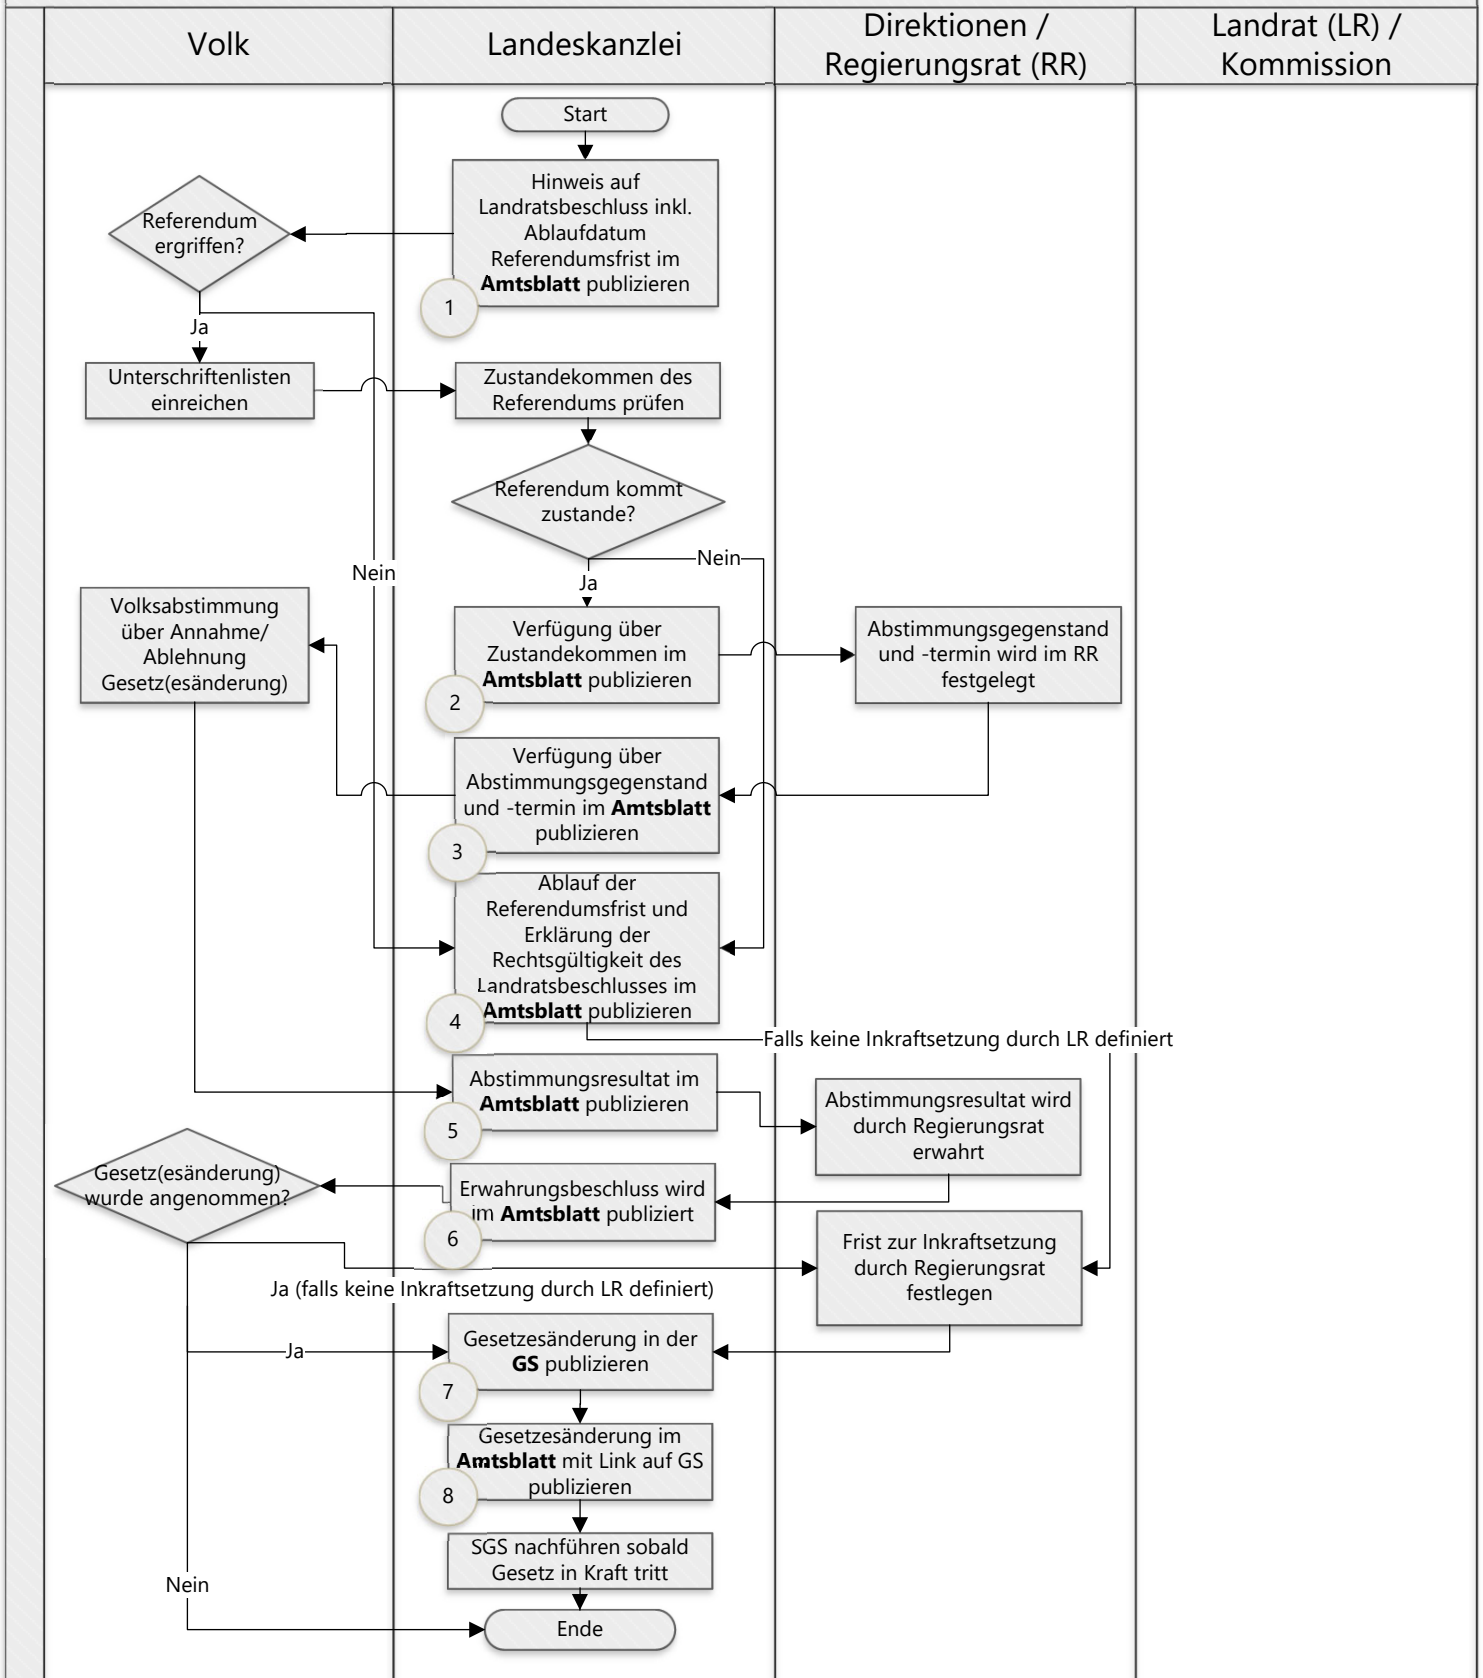 Volk
Landeskanzlei
Direktionen /
Regierungsrat (RR)
Landrat (LR) /
Kommission
Start
Hinweis auf
Landratsbeschluss inkl.
Ablaufdatum
Referendumsfrist im
Amtsblatt publizieren
1
Referendum
ergriffen?
Ja
Unterschriftenlisten
einreichen
Zustandekommen des
Referendums prüfen
Referendum kommt
zustande?
Nein
Ja
Nein
Volksabstimmung
über Annahme/
Ablehnung
Gesetz(esänderung)
Verfügung über
Zustandekommen im
Amtsblatt publizieren
2
Abstimmungsgegenstand
und -termin wird im RR
festgelegt
Verfügung über
Abstimmungsgegenstand
und -termin im Amtsblatt
publizieren
3
Ablauf der
Referendumsfrist und
Erklärung der
Rechtsgültigkeit des
Landratsbeschlusses im
Amtsblatt publizieren
4
Falls keine Inkraftsetzung durch LR definiert
Abstimmungsresultat im
Amtsblatt publizieren
5
Abstimmungsresultat wird
durch Regierungsrat
erwahrt
Gesetz(esänderung)
wurde angenommen?
Erwahrungsbeschluss wird
im Amtsblatt publiziert
6
Frist zur Inkraftsetzung
durch Regierungsrat
festlegen
Ja (falls keine Inkraftsetzung durch LR definiert)
Ja
Gesetzesänderung in der
GS publizieren
7
Gesetzesänderung im
Amtsblatt mit Link auf GS
publizieren
8
SGS nachführen sobald
Gesetz in Kraft tritt
Nein
Ende